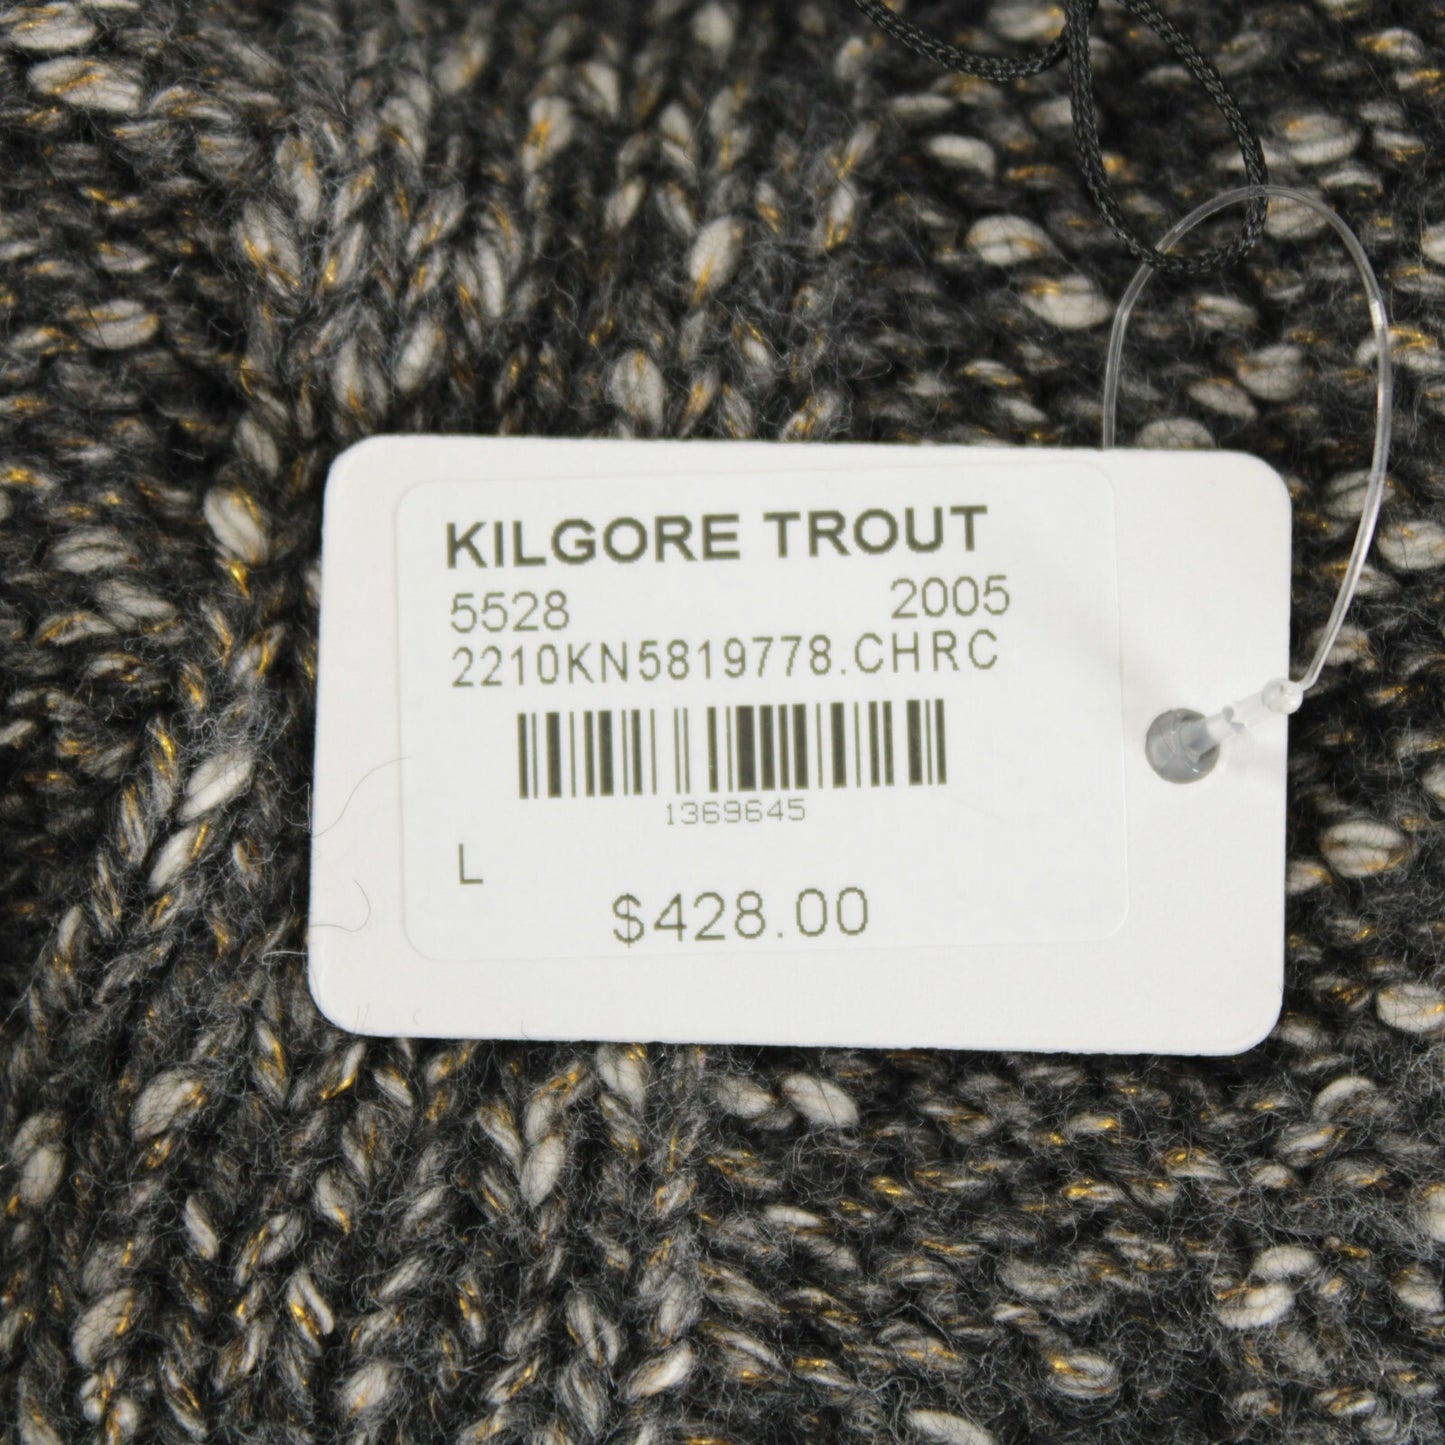 KILGORE TROUT
5528 2005
2210KN5819778.CHRC
1369645
L
$428.00